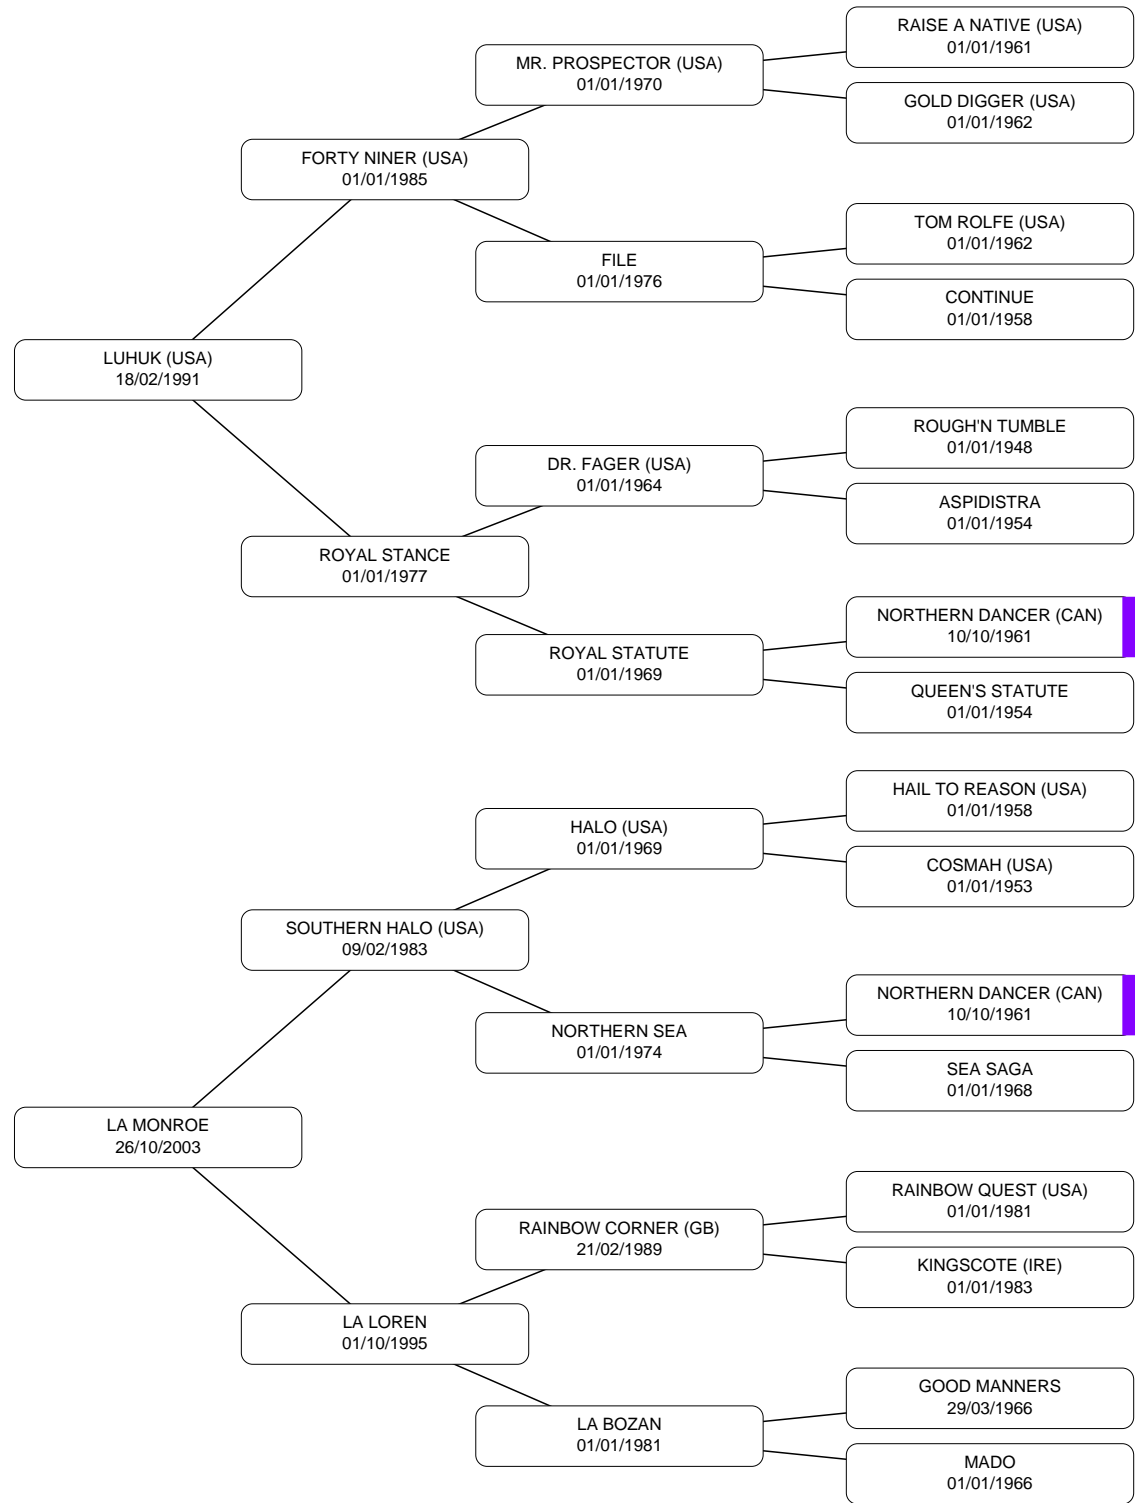 RAISE A NATIVE (USA)
01/01/1961
MR. PROSPECTOR (USA)
01/01/1970
GOLD DIGGER (USA)
01/01/1962
FORTY NINER (USA)
01/01/1985
TOM ROLFE (USA)
01/01/1962
FILE
01/01/1976
CONTINUE
01/01/1958
LUHUK (USA)
18/02/1991
ROUGH'N TUMBLE
01/01/1948
DR. FAGER (USA)
01/01/1964
ASPIDISTRA
01/01/1954
ROYAL STANCE
01/01/1977
NORTHERN DANCER (CAN)
10/10/1961
ROYAL STATUTE
01/01/1969
QUEEN'S STATUTE
01/01/1954
HAIL TO REASON (USA)
01/01/1958
HALO (USA)
01/01/1969
COSMAH (USA)
01/01/1953
SOUTHERN HALO (USA)
09/02/1983
NORTHERN DANCER (CAN)
10/10/1961
NORTHERN SEA
01/01/1974
SEA SAGA
01/01/1968
LA MONROE
26/10/2003
RAINBOW QUEST (USA)
01/01/1981
RAINBOW CORNER (GB)
21/02/1989
KINGSCOTE (IRE)
01/01/1983
LA LOREN
01/10/1995
GOOD MANNERS
29/03/1966
LA BOZAN
01/01/1981
MADO
01/01/1966